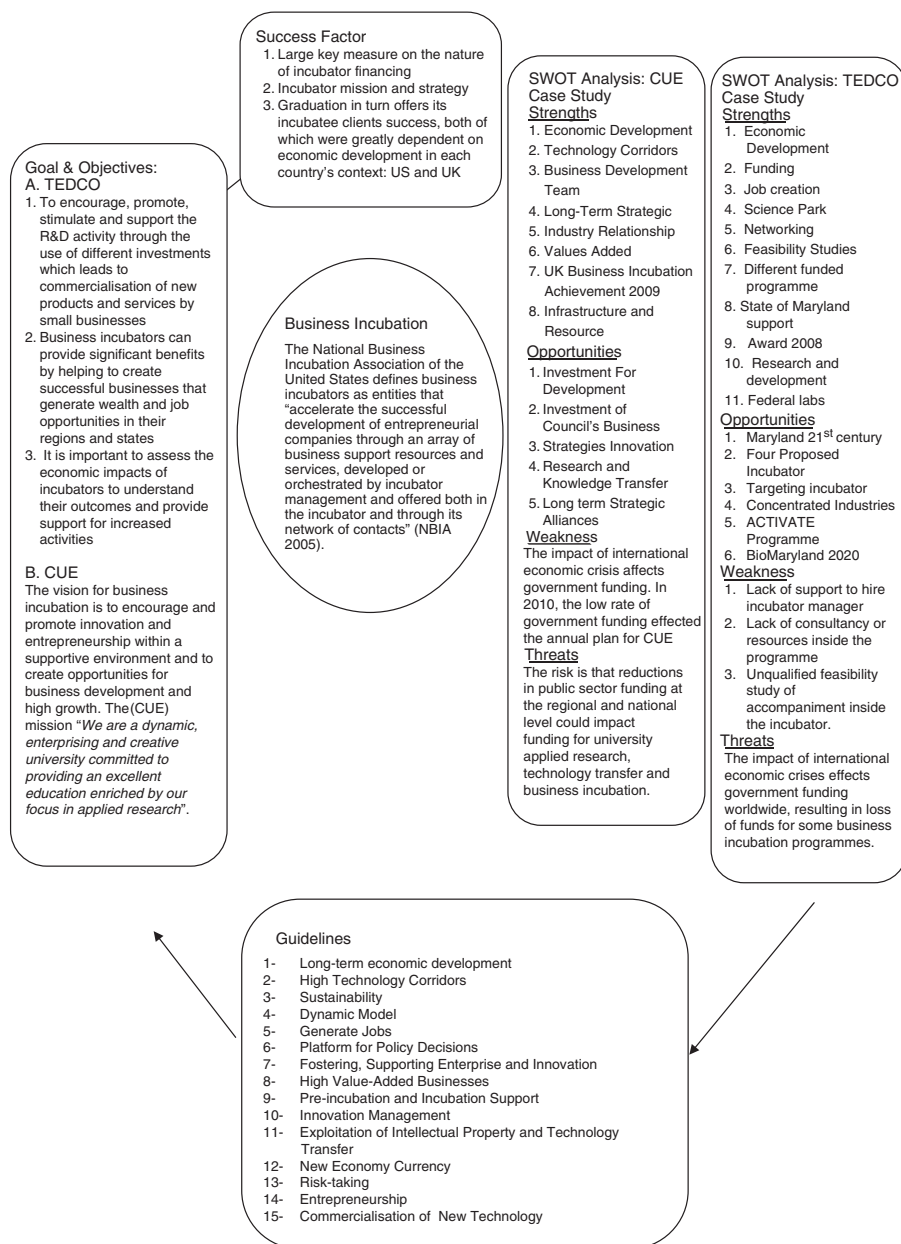 Success Factor
1. Large key measure on the nature
of incubator financing
2. Incubator mission and strategy
3. Graduation in turn offers its
incubatee clients success, both of
which were greatly dependent on
economic development in each
country's context: US and UK
Goal & Objectives:
A. TEDCO
1. To encourage, promote,
stimulate and support the
R&D activity through the
use of different investments
which leads to
commercialisation of new
products and services by
small businesses
2. Business incubators can
provide significant benefits
by helping to create
successful businesses that
generate wealth and job
opportunities in their
regions and states
3. It is important to assess the
economic impacts of
incubators to understand
their outcomes and provide
support for increased
activities
B. CUE
The vision for business
incubation is to encourage and
promote innovation and
entrepreneurship within a
supportive environment and to
create opportunities for
business development and
high growth. The(CUE)
mission "We are a dynamic,
enterprising and creative
university committed to
providing an excellent
education enriched by our
focus in applied research".
Business Incubation
The National Business
Incubation Association of the
United States defines business
incubators as entities that
"accelerate the successful
development of entrepreneurial
companies through an array of
business support resources and
services, developed or
orchestrated by incubator
management and offered both in
the incubator and through its
network of contacts" (NBIA
2005).
SWOT Analysis: CUE
Case Study
Strengths
1. Economic Development
2. Technology Corridors
3. Business Development
Team
4. Long-Term Strategic
5. Industry Relationship
6. Values Added
7. UK Business Incubation
Achievement 2009
8. Infrastructure and
Resource
Opportunities
1. Investment For
Development
2. Investment of
Council's Business
3. Strategies Innovation
4. Research and
Knowledge Transfer
5. Long term Strategic
Alliances
Weakness
The impact of international
economic crisis affects
government funding. In
2010, the low rate of
government funding effected
the annual plan for CUE
Threats
The risk is that reductions
in public sector funding at
the regional and national
level could impact
funding for university
applied research,
technology transfer and
business incubation.
SWOT Analysis: TEDCO
Case Study
Strengths
1. Economic
Development
2. Funding
3. Job creation
4. Science Park
5. Networking
6. Feasibility Studies
7. Different funded
programme
8. State of Maryland
support
9. Award 2008
10. Research and
development
11. Federal labs
Opportunities
1. Maryland 21st century
2. Four Proposed
Incubator
3. Targeting incubator
4. Concentrated Industries
5. ACTIVATE
Programme
6. BioMaryland 2020
Weakness
1. Lack of support to hire
incubator manager
2. Lack of consultancy or
resources inside the
programme
3. Unqualified feasibility
study of
accompaniment inside
the incubator.
Threats
The impact of international
economic crises effects
government funding
worldwide, resulting in loss
of funds for some business
incubation programmes.
Guidelines
1- Long-term economic development
2- High Technology Corridors
3- Sustainability
4- Dynamic Model
5- Generate Jobs
6- Platform for Policy Decisions
7- Fostering, Supporting Enterprise and Innovation
8- High Value-Added Businesses
9- Pre-incubation and Incubation Support
10- Innovation Management
11- Exploitation of Intellectual Property and Technology
Transfer
12- New Economy Currency
13- Risk-taking
14- Entrepreneurship
15- Commercialisation of New Technology